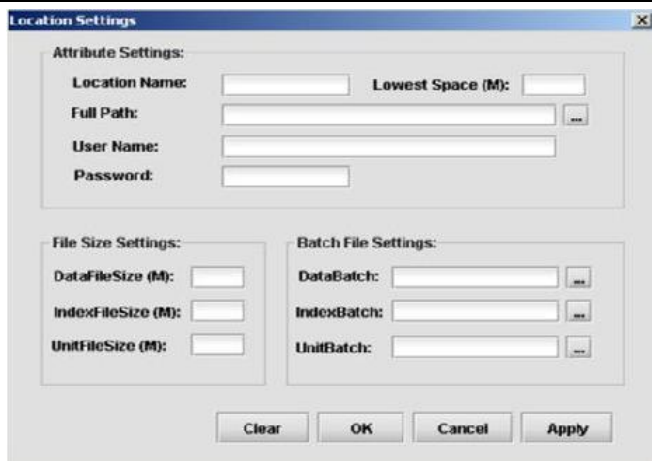 Location Settings
Attribute Settings:
Location Name: Lowest Space (M):
Full Path: ...
User Name:
Password:
File Size Settings: Batch File Settings:
DataFileSize (M): DataBatch: ...
IndexFileSize (M): IndexBatch: ...
UnitFileSize (M): UnitBatch: ...
Clear OK Cancel Apply